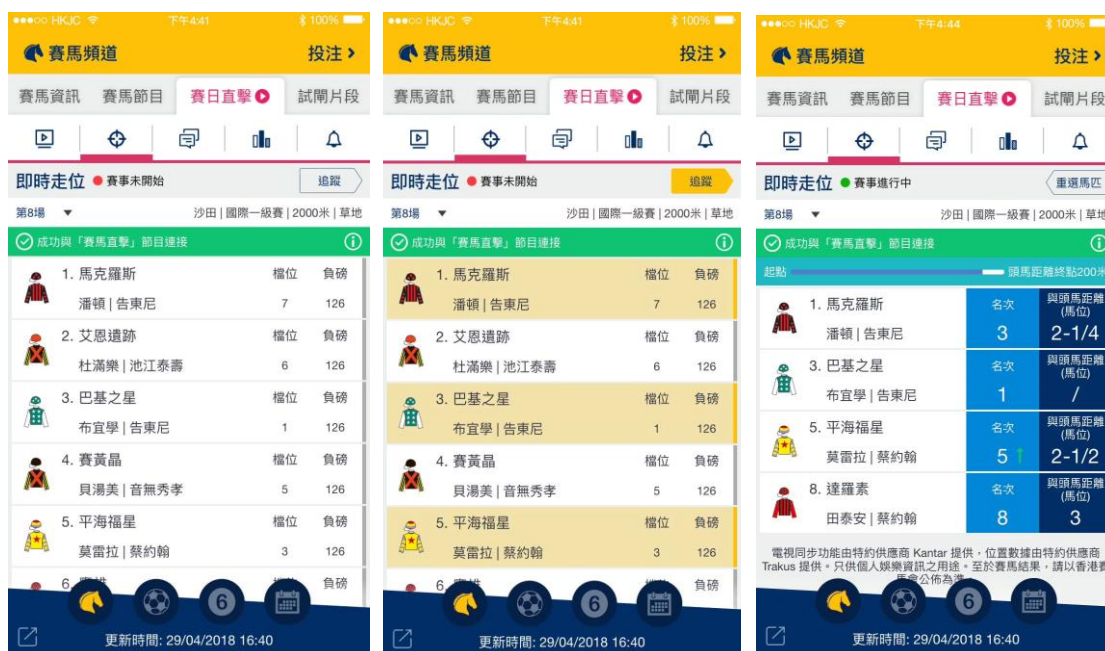 HKJC 下午4:41 100%
賽馬頻道 投注 >
賽馬資訊 賽馬節目 賽日直擊 試閘片段
即時走位 賽事未開始 追蹤
第8場 沙田 | 國際一級賽 | 2000米 | 草地
成功與「賽馬直擊」節目連接
1. 馬克羅斯 檔位 負磅
潘頓 | 告東尼 7 126
2. 艾恩遺跡 檔位 負磅
杜滿樂 | 池江泰壽 6 126
3. 巴基之星 檔位 負磅
布宜學 | 告東尼 1 126
4. 賽黃晶 檔位 負磅
貝湯美 | 音無秀孝 5 126
5. 平海福星 檔位 負磅
莫雷拉 | 蔡約翰 3 126
6. 負磅
6
更新時間: 29/04/2018 16:40
HKJC 下午4:41 100%
賽馬頻道 投注 >
賽馬資訊 賽馬節目 賽日直擊 試閘片段
即時走位 賽事未開始 追蹤
第8場 沙田 | 國際一級賽 | 2000米 | 草地
成功與「賽馬直擊」節目連接
1. 馬克羅斯 檔位 負磅
潘頓 | 告東尼 7 126
2. 艾恩遺跡 檔位 負磅
杜滿樂 | 池江泰壽 6 126
3. 巴基之星 檔位 負磅
布宜學 | 告東尼 1 126
4. 賽黃晶 檔位 負磅
貝湯美 | 音無秀孝 5 126
5. 平海福星 檔位 負磅
莫雷拉 | 蔡約翰 3 126
6. 負磅
6
更新時間: 29/04/2018 16:40
HKJC 下午4:44 100%
賽馬頻道 投注 >
賽馬資訊 賽馬節目 賽日直擊 試閘片段
即時走位 賽事進行中 重選馬匹
第8場 沙田 | 國際一級賽 | 2000米 | 草地
成功與「賽馬直擊」節目連接
起點 頭馬距離終點200米
1. 馬克羅斯 名次 與頭馬距離 (馬位)
潘頓 | 告東尼 3 2-1/4
3. 巴基之星 名次 與頭馬距離 (馬位)
布宜學 | 告東尼 1 /
5. 平海福星 名次 與頭馬距離 (馬位)
莫雷拉 | 蔡約翰 5 ↑ 2-1/2
8. 達羅素 名次 與頭馬距離 (馬位)
田泰安 | 蔡約翰 8 3
電視同步功能由特約供應商 Kantar 提供，位置數據由特約供應商
Trakus 提供。只供個人娛樂資訊之用途。至於賽馬結果，請以香港賽
馬會公佈為準
6
更新時間: 29/04/2018 16:40